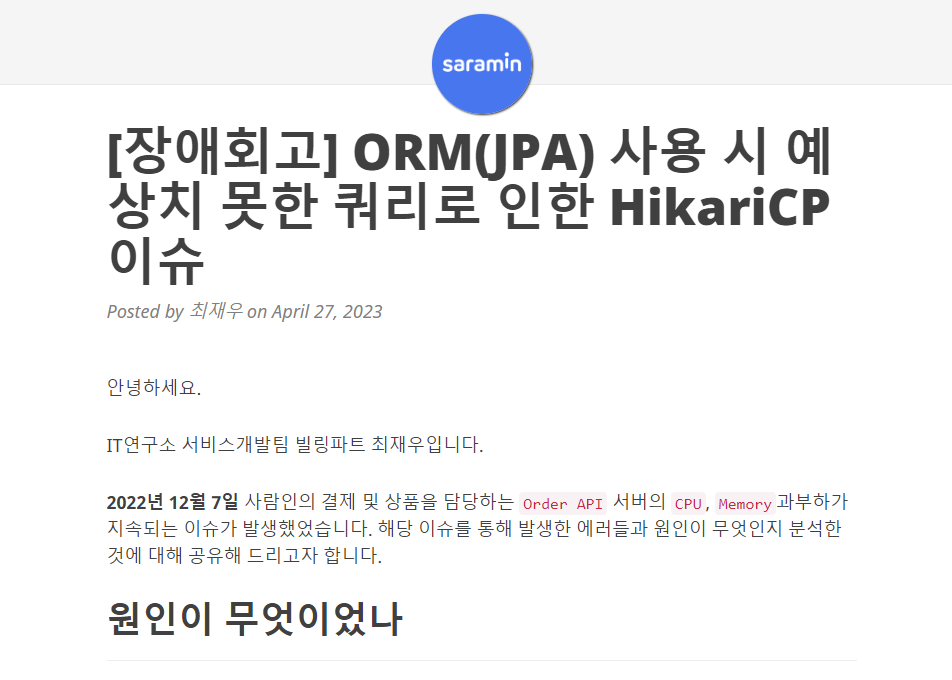 saramin
[장애회고] ORM(JPA) 사용 시 예
상치 못한 쿼리로 인한 HikariCP
이슈
Posted by 최재우 on April 27, 2023
안녕하세요.
IT연구소 서비스개발팀 빌링파트 최재우입니다.
2022년 12월 7일 사람인의 결제 및 상품을 담당하는 Order API 서버의 CPU, Memory과부하가
지속되는 이슈가 발생했었습니다. 해당 이슈를 통해 발생한 에러들과 원인이 무엇인지 분석한
것에 대해 공유해 드리고자 합니다.
원인이 무엇이었나